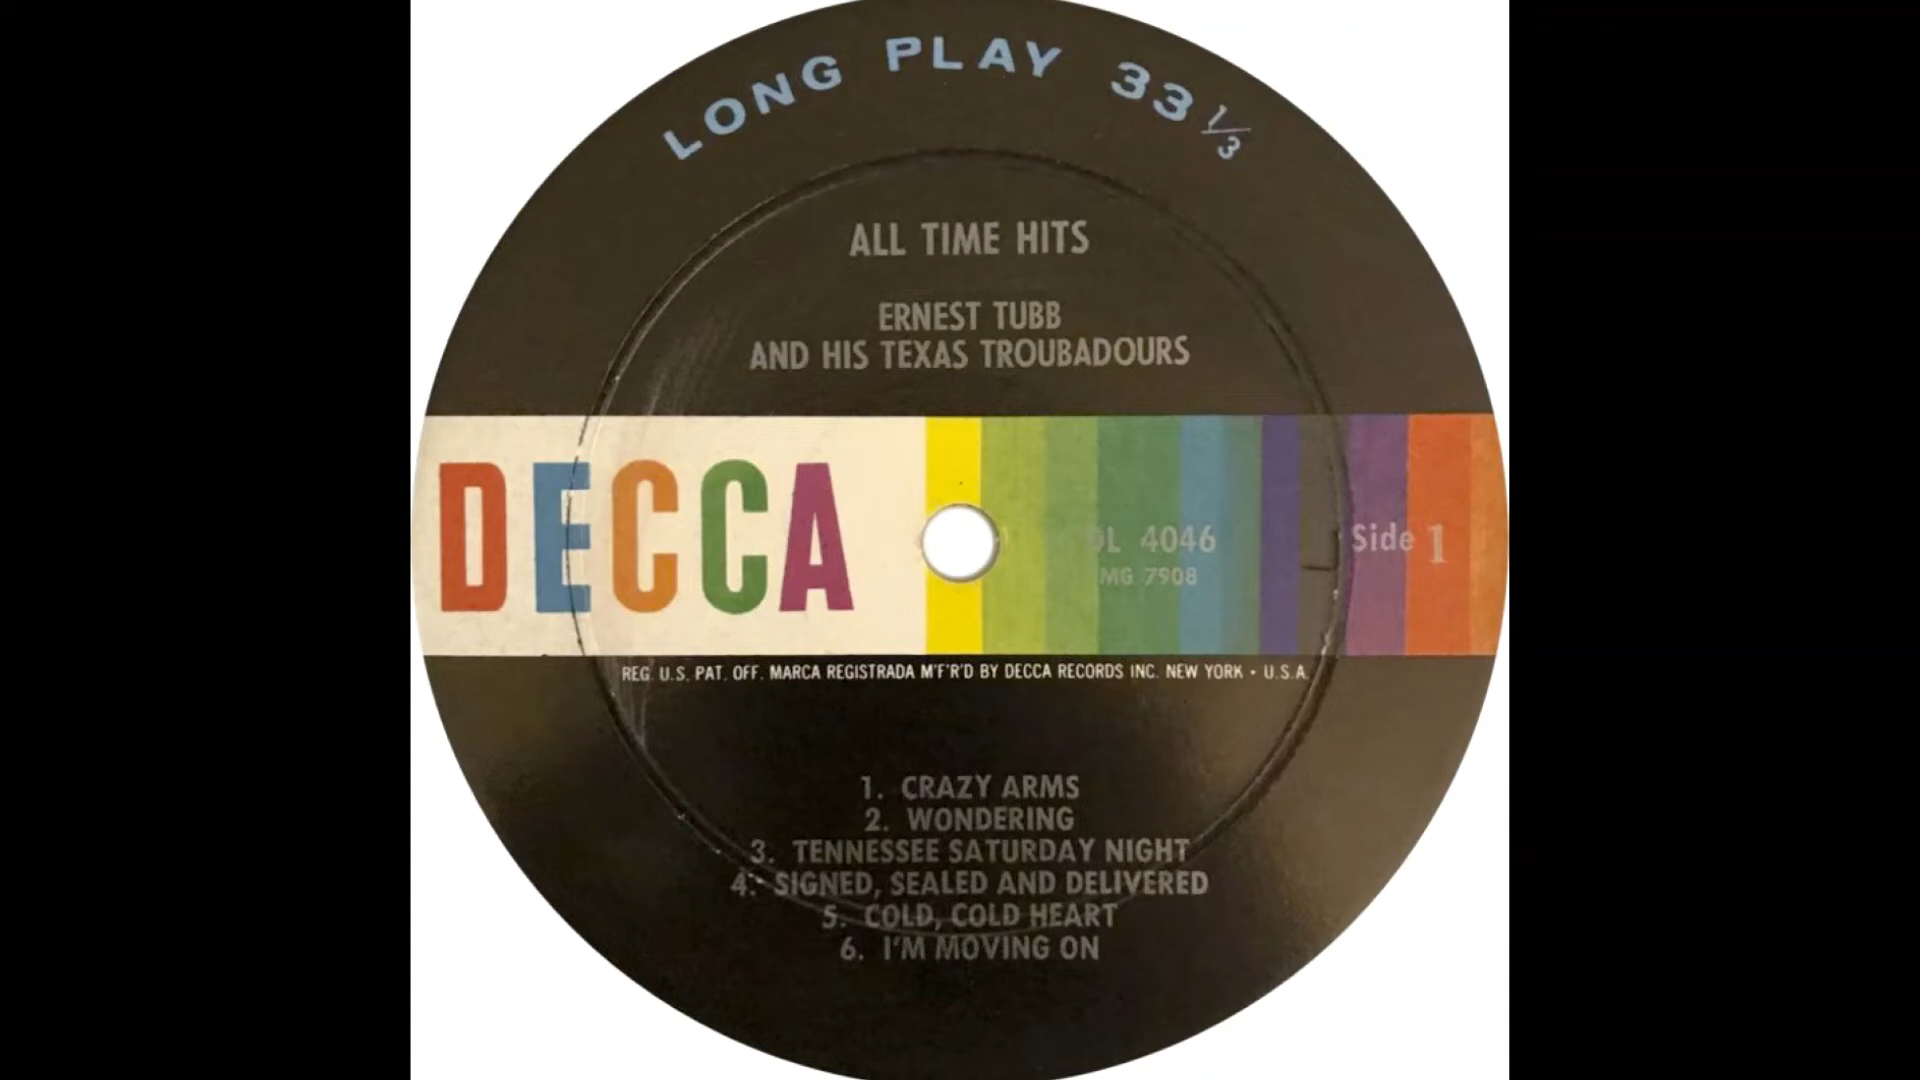 LONG PLAY 33 1/3
ALL TIME HITS
ERNEST TUBB
AND HIS TEXAS TROUBADOURS
DECCA
DL 4046
MG 7908
Side 1
REG. U.S. PAT. OFF. MARCA REGISTRADA M'F'R'D BY DECCA RECORDS INC. NEW YORK • U.S.A.
1. CRAZY ARMS
2. WONDERING
3. TENNESSEE SATURDAY NIGHT
4. SIGNED, SEALED AND DELIVERED
5. COLD, COLD HEART
6. I'M MOVING ON